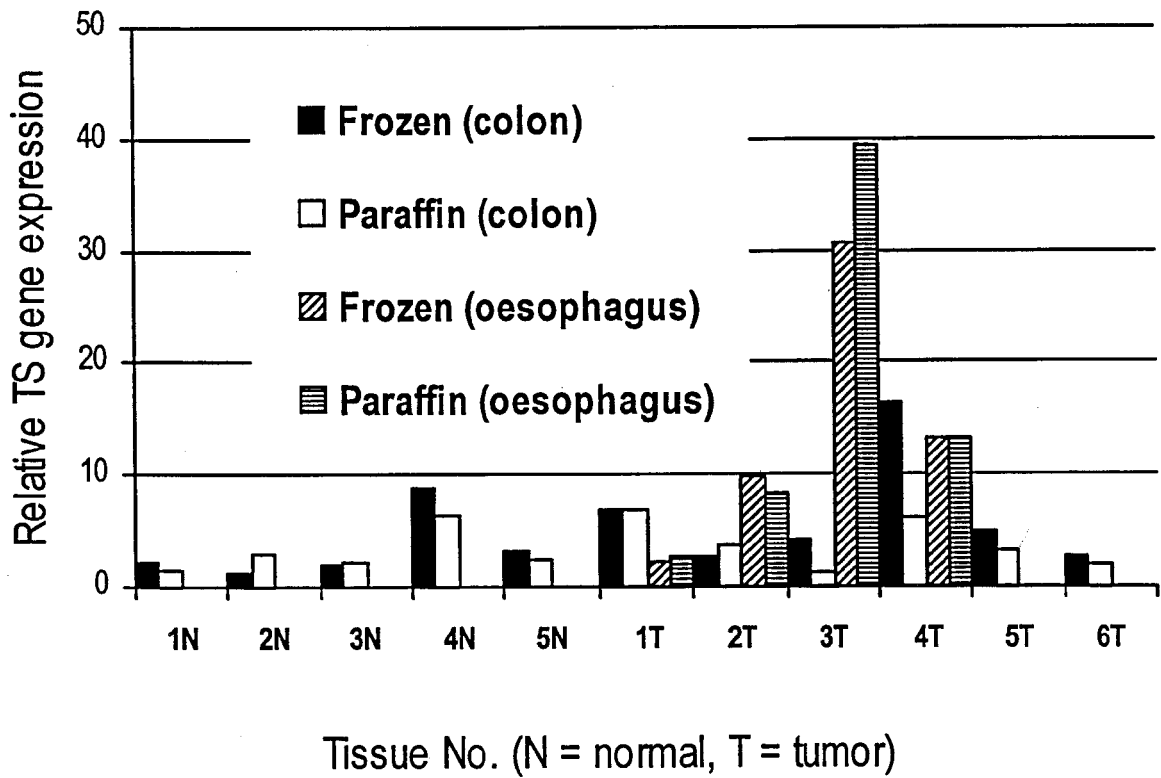 50
40
30
20
10
0
Relative TS gene expression
Frozen (colon)
Paraffin (colon)
Frozen (oesophagus)
Paraffin (oesophagus)
1N 2N 3N 4N 5N 1T 2T 3T 4T 5T 6T
Tissue No. (N = normal, T = tumor)